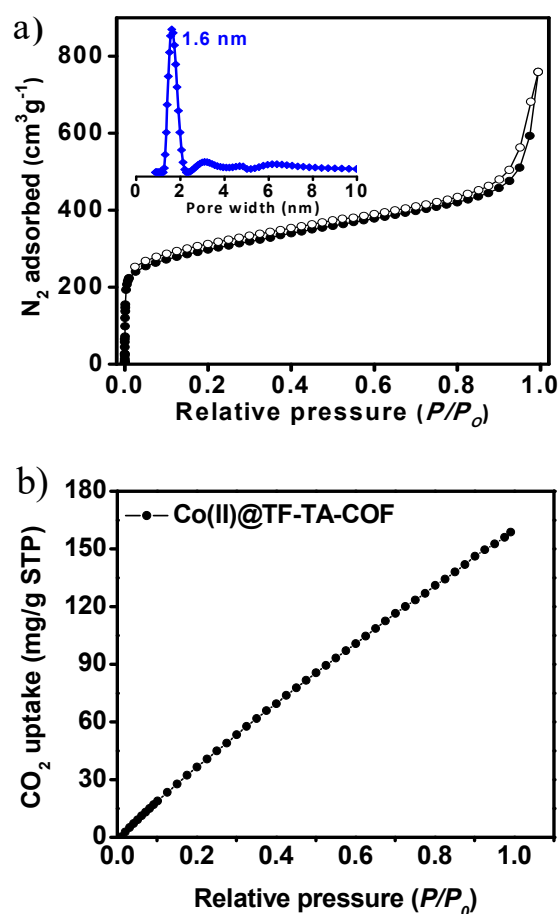 a)
N₂ adsorbed (cm³g⁻¹)
800
600
400
200
0
1.6 nm
0 2 4 6 8 10
Pore width (nm)
0.0 0.2 0.4 0.6 0.8 1.0
Relative pressure (P/Pₒ)
b)
CO₂ uptake (mg/g STP)
180
150
120
90
60
30
0
Co(II)@TF-TA-COF
0.0 0.2 0.4 0.6 0.8 1.0
Relative pressure (P/P₀)